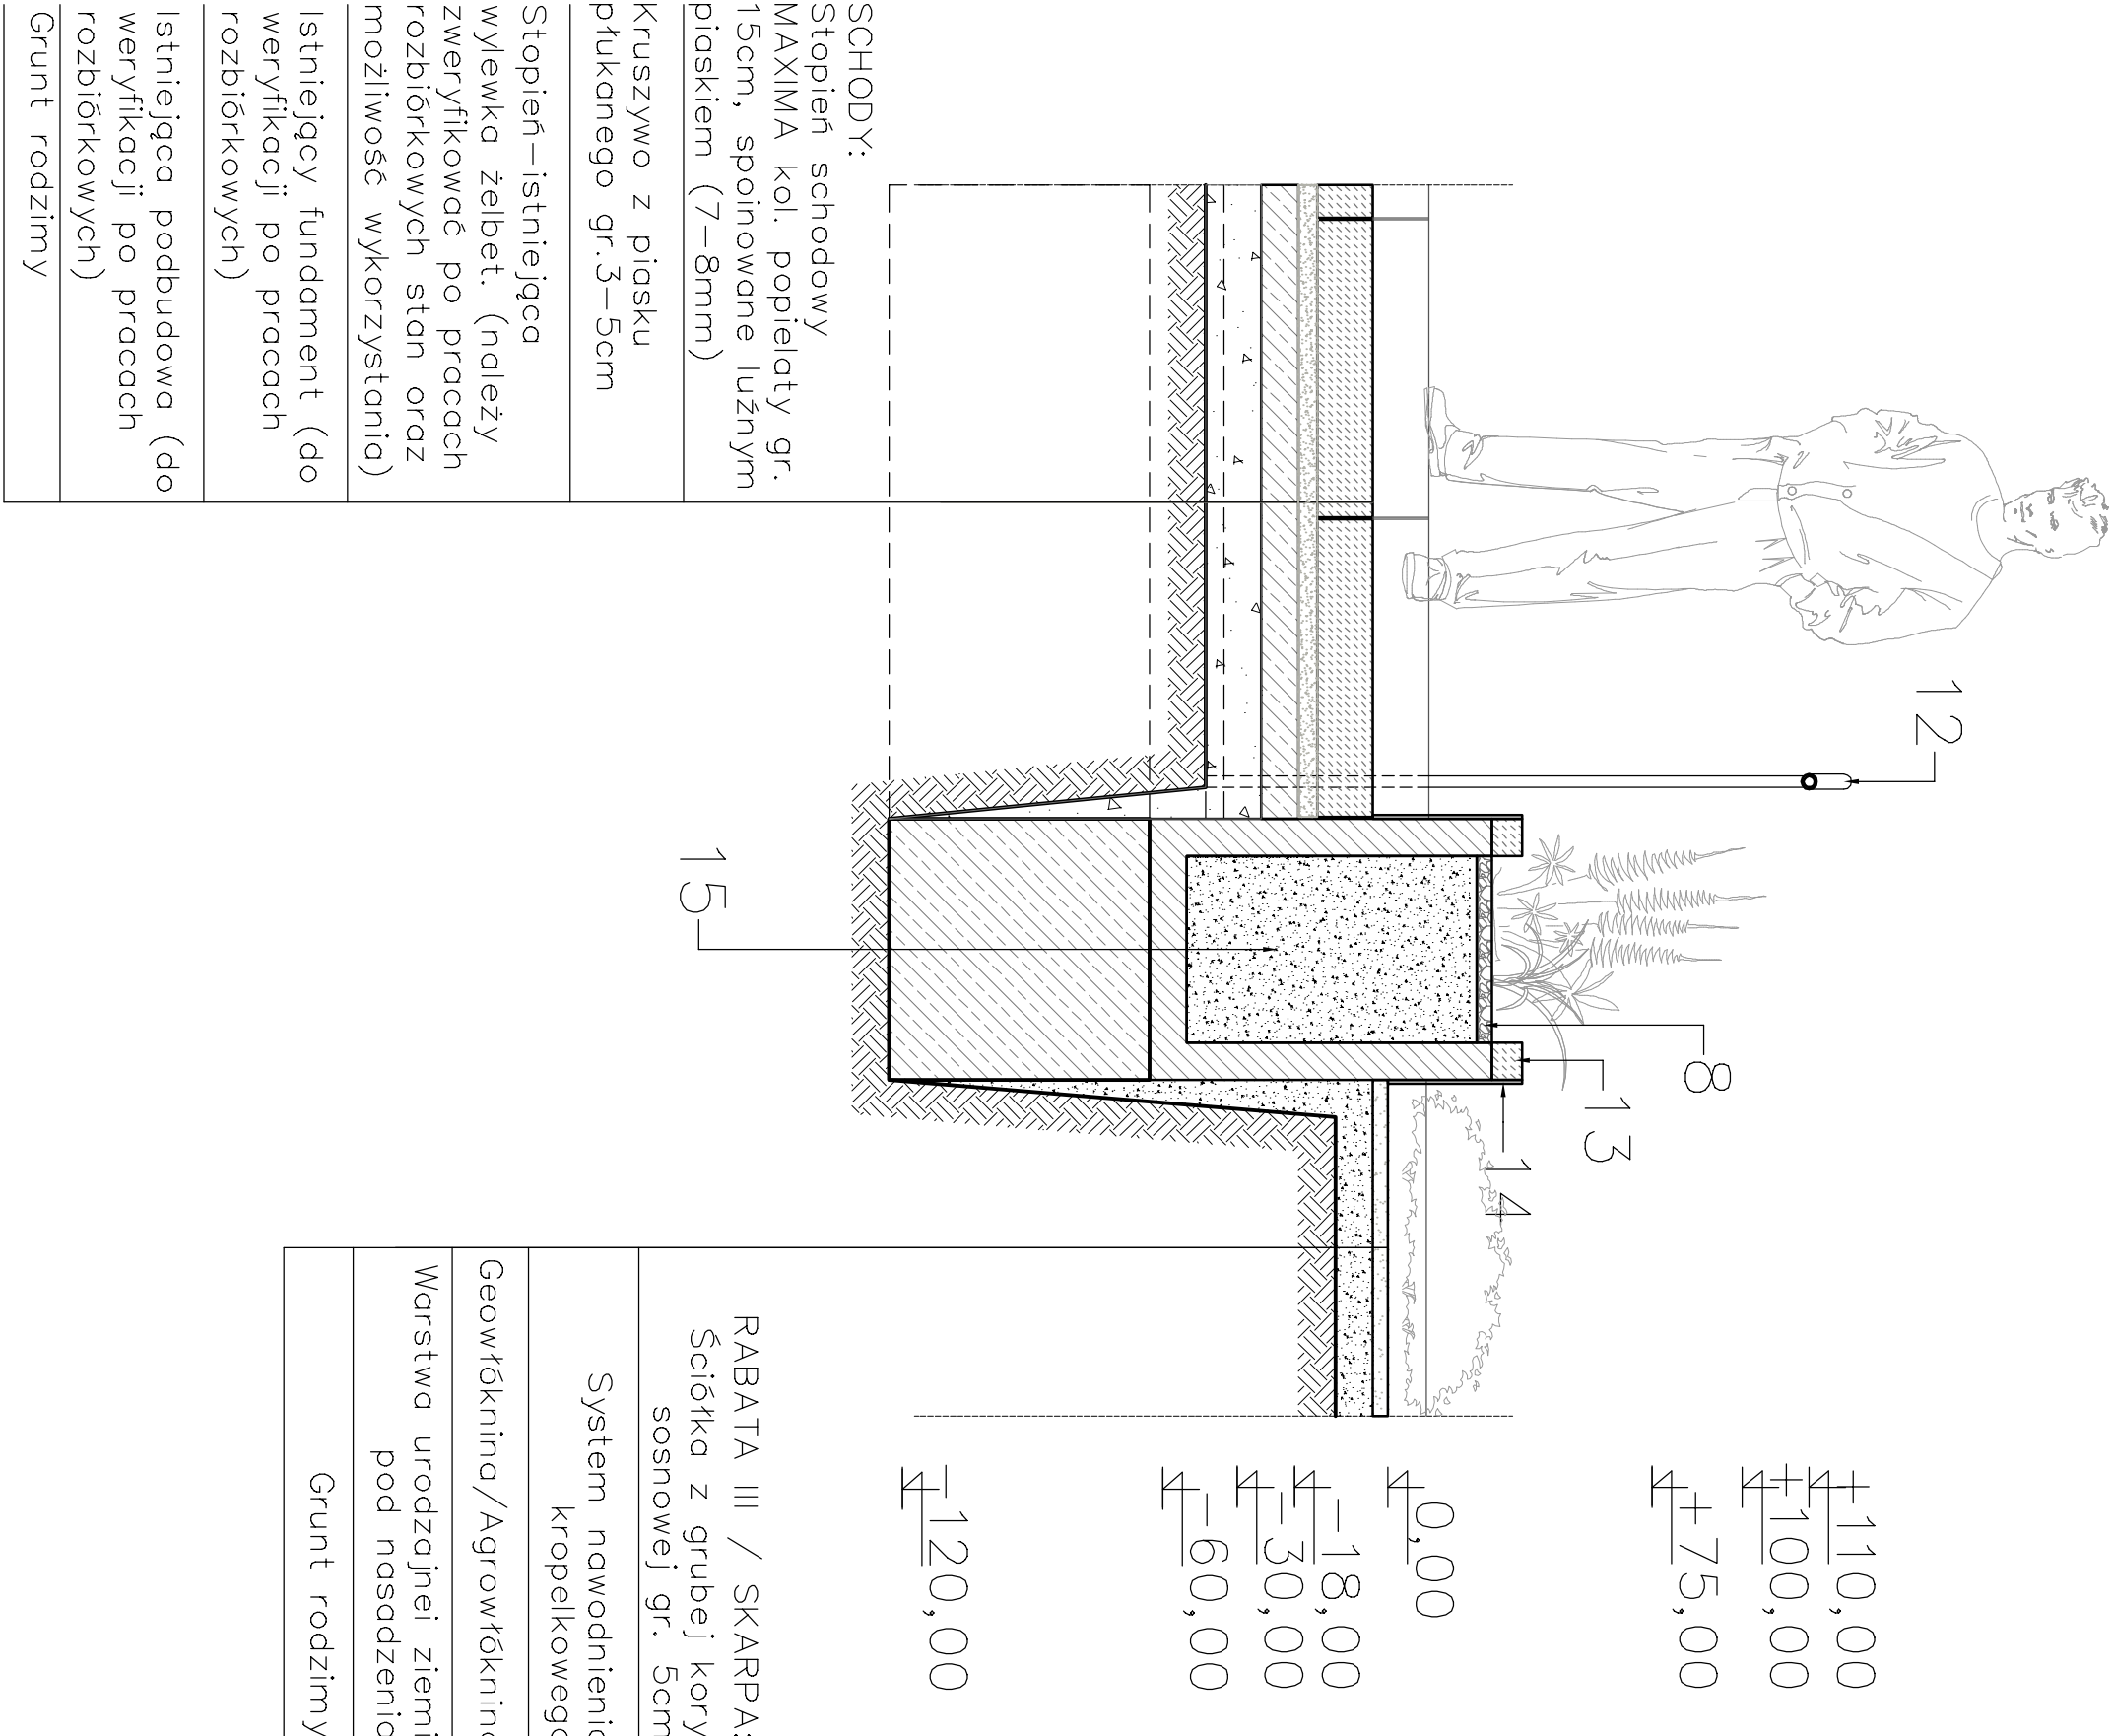 SCHODY:
Stopień schodowy
MAXIMA kol. popielaty gr.
15cm, spoinowane luźnym
piaskiem (7-8mm)
Kruszywo z piasku
płukanego gr.3-5cm
Stopień-istniejąca
wylewka żelbet. (należy
zweryfikować po pracach
rozbiórkowych stan oraz
możliwość wykorzystania)
Istniejący fundament (do
weryfikacji po pracach
rozbiórkowych)
Istniejąca podbudowa (do
weryfikacji po pracach
rozbiórkowych)
Grunt rodzimy
12
15
8
13
14
+110,00
+100,00
+75,00
0,00
-18,00
-30,00
-60,00
-120,00
RABATA III / SKARPA:
Ściółka z grubej kory
sosnowej gr. 5cm
System nawodnienia
kropelkowego
Geowłóknina/Agrowłóknina
Warstwa urodzajnej ziemi
pod nasadzenia
Grunt rodzimy